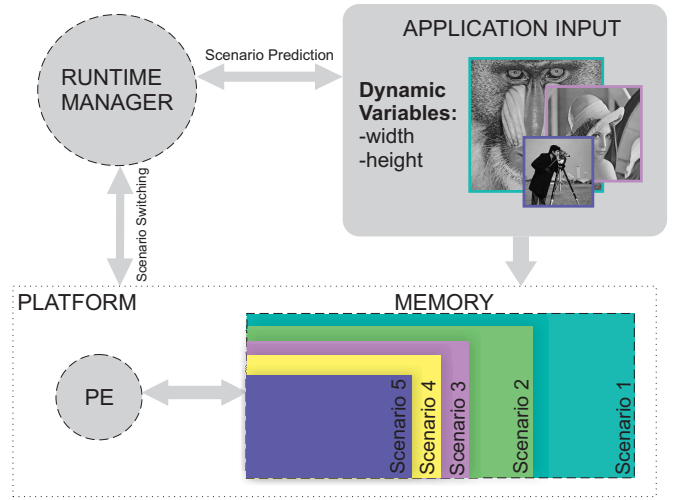 RUNTIME
MANAGER
Scenario Prediction
APPLICATION INPUT
Dynamic
Variables:
-width
-height
Scenario Switching
PLATFORM
MEMORY
PE
Scenario 5
Scenario 4
Scenario 3
Scenario 2
Scenario 1